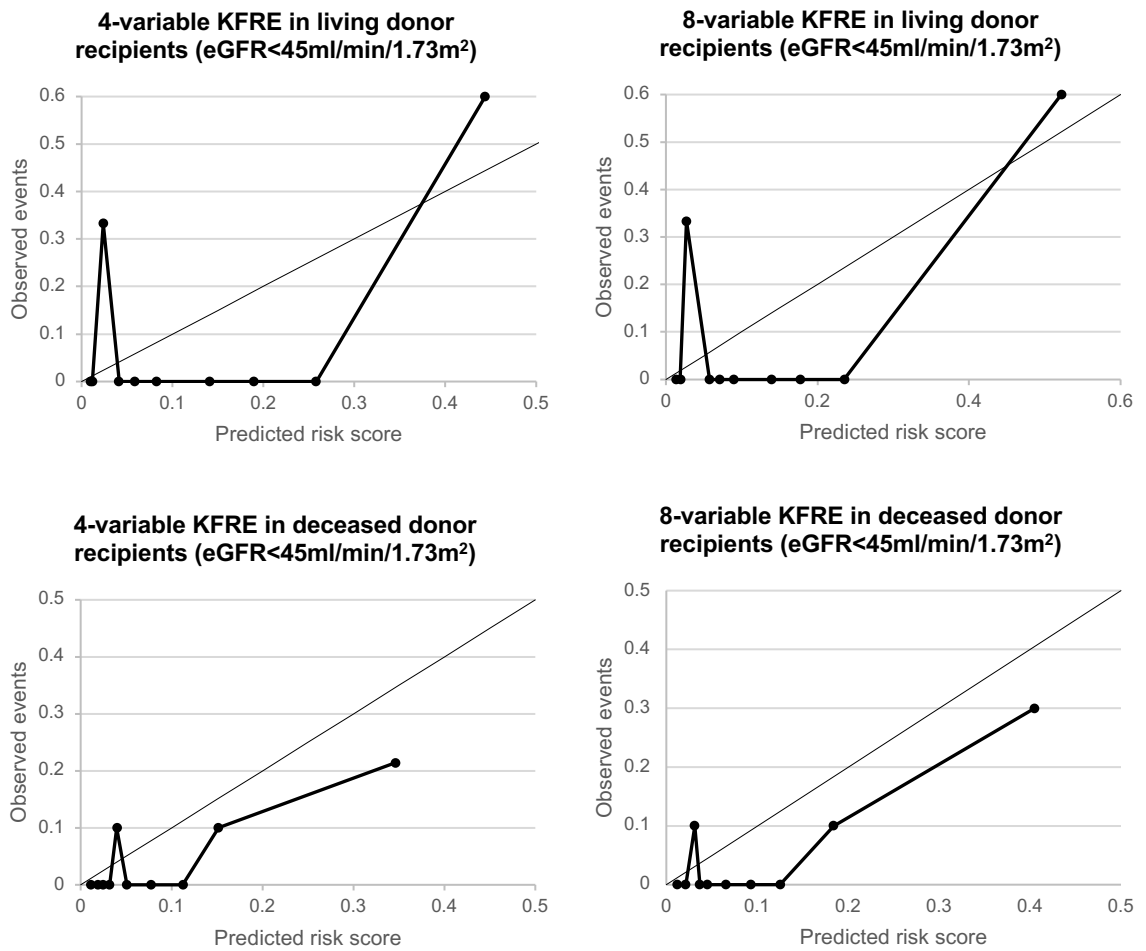 4-variable KFRE in living donor
recipients (eGFR<45ml/min/1.73m²)
0.6
0.5
0.4
0.3
0.2
0.1
0
Observed events
0 0.1 0.2 0.3 0.4 0.5
Predicted risk score
8-variable KFRE in living donor
recipients (eGFR<45ml/min/1.73m²)
0.6
0.5
0.4
0.3
0.2
0.1
0
Observed events
0 0.2 0.4 0.6
Predicted risk score
4-variable KFRE in deceased donor
recipients (eGFR<45ml/min/1.73m²)
0.5
0.4
0.3
0.2
0.1
0
Observed events
0 0.1 0.2 0.3 0.4 0.5
Predicted risk score
8-variable KFRE in deceased donor
recipients (eGFR<45ml/min/1.73m²)
0.5
0.4
0.3
0.2
0.1
0
Observed events
0 0.1 0.2 0.3 0.4 0.5
Predicted risk score